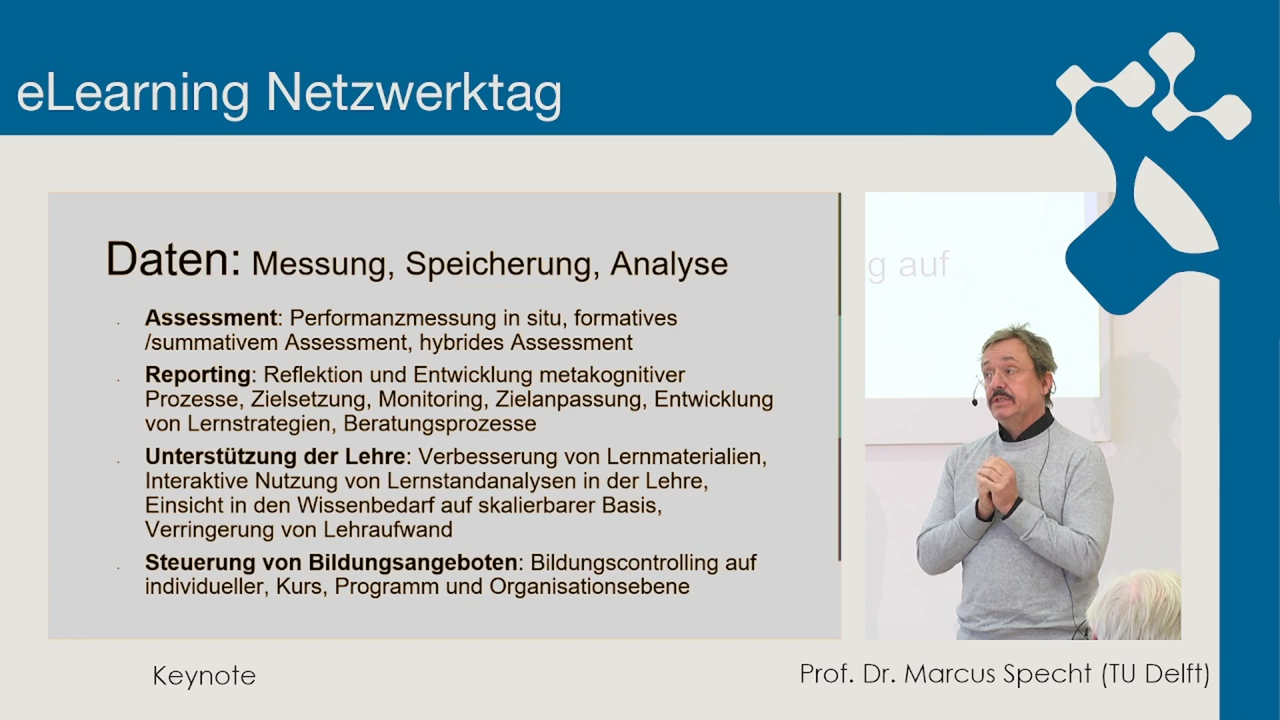 eLearning Netzwerktag
Daten: Messung, Speicherung, Analyse
Assessment: Performanzmessung in situ, formatives
/summativem Assessment, hybrides Assessment
Reporting: Reflektion und Entwicklung metakognitiver
Prozesse, Zielsetzung, Monitoring, Zielanpassung, Entwicklung
von Lernstrategien, Beratungsprozesse
Unterstützung der Lehre: Verbesserung von Lernmaterialien,
Interaktive Nutzung von Lernstandanalysen in der Lehre,
Einsicht in den Wissenbedarf auf skalierbarer Basis,
Verringerung von Lehraufwand
Steuerung von Bildungsangeboten: Bildungscontrolling auf
individueller, Kurs, Programm und Organisationsebene
g auf
Keynote
Prof. Dr. Marcus Specht (TU Delft)